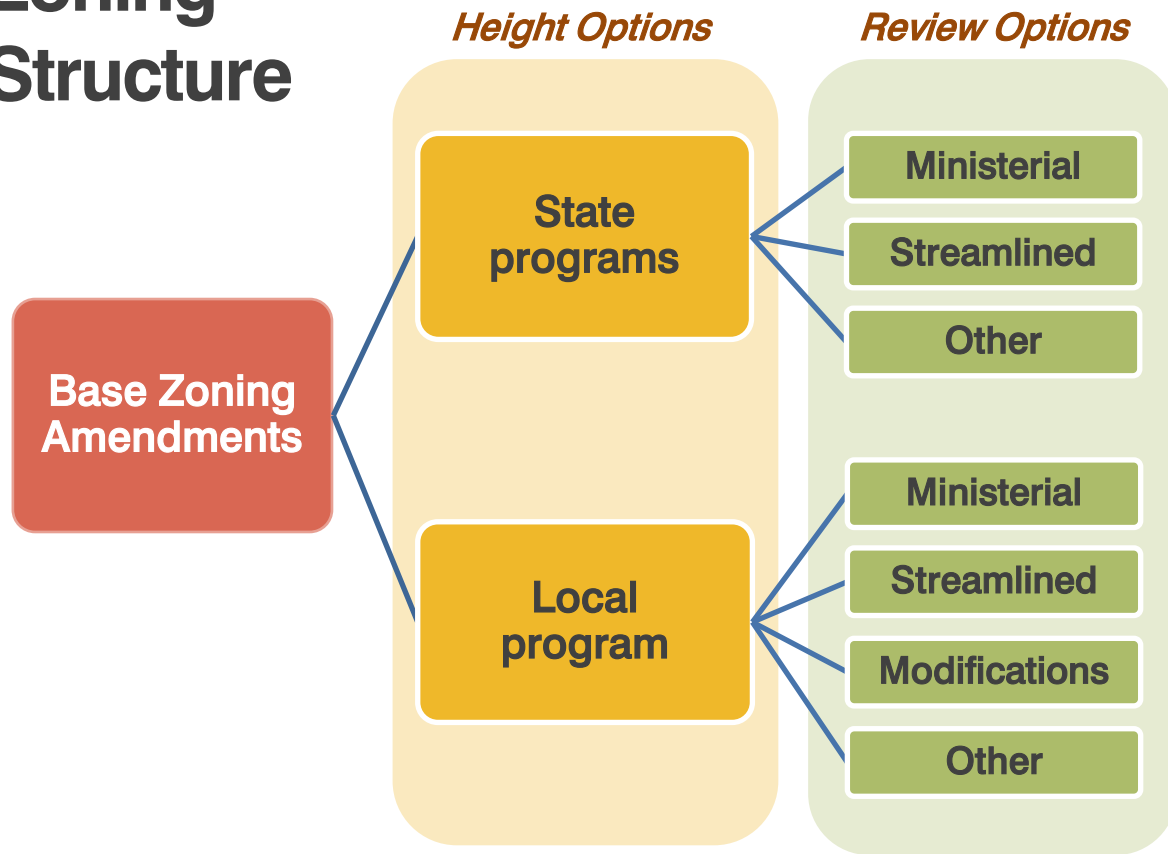 Zoning
Structure
Height Options
Review Options
Base Zoning
Amendments
State
programs
Ministerial
Streamlined
Other
Local
program
Ministerial
Streamlined
Modifications
Other